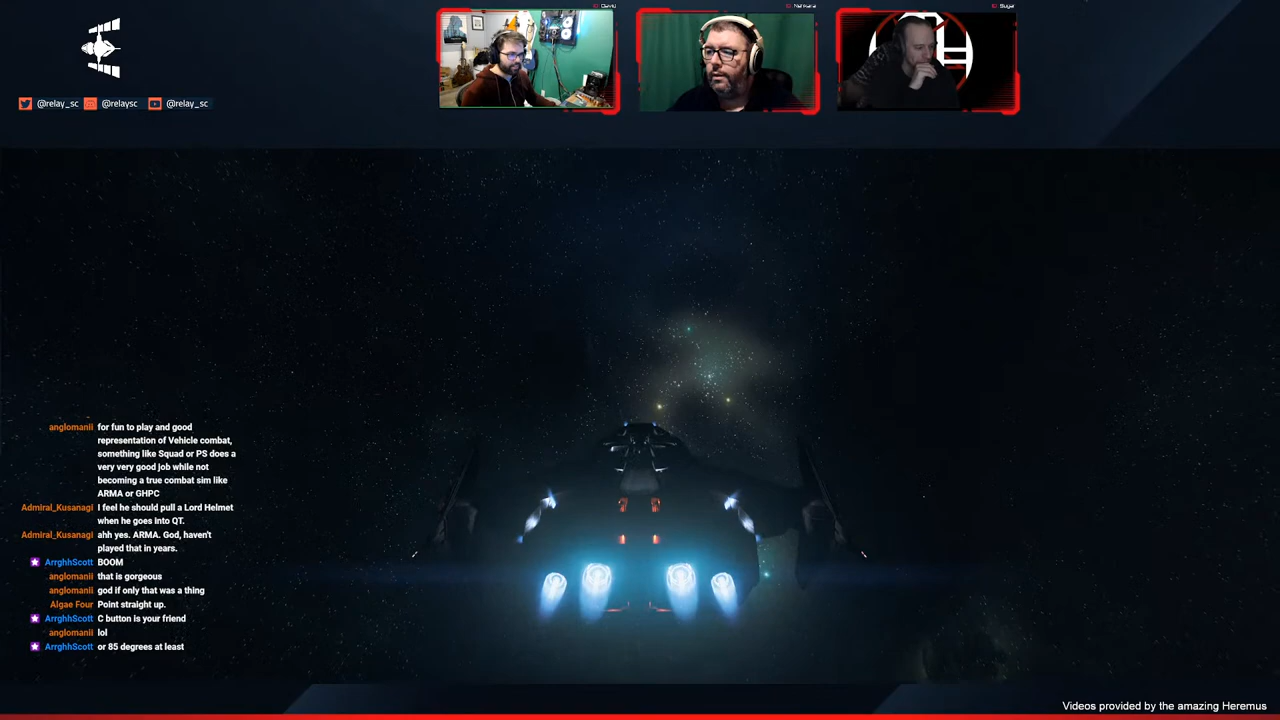 David
Narkara
Sugar
@relay_sc @relaysc @relay_sc
anglomanii for fun to play and good
representation of Vehicle combat,
something like Squad or PS does a
very very good job while not
becoming a true combat sim like
ARMA or GHPC
Admiral_Kusanagi I feel he should pull a Lord Helmet
when he goes into QT.
Admiral_Kusanagi ahh yes. ARMA. God, haven't
played that in years.
ArrghhScott BOOM
anglomanii that is gorgeous
anglomanii god if only that was a thing
Algae Four Point straight up.
ArrghhScott C button is your friend
anglomanii lol
ArrghhScott or 85 degrees at least
Videos provided by the amazing Heremus